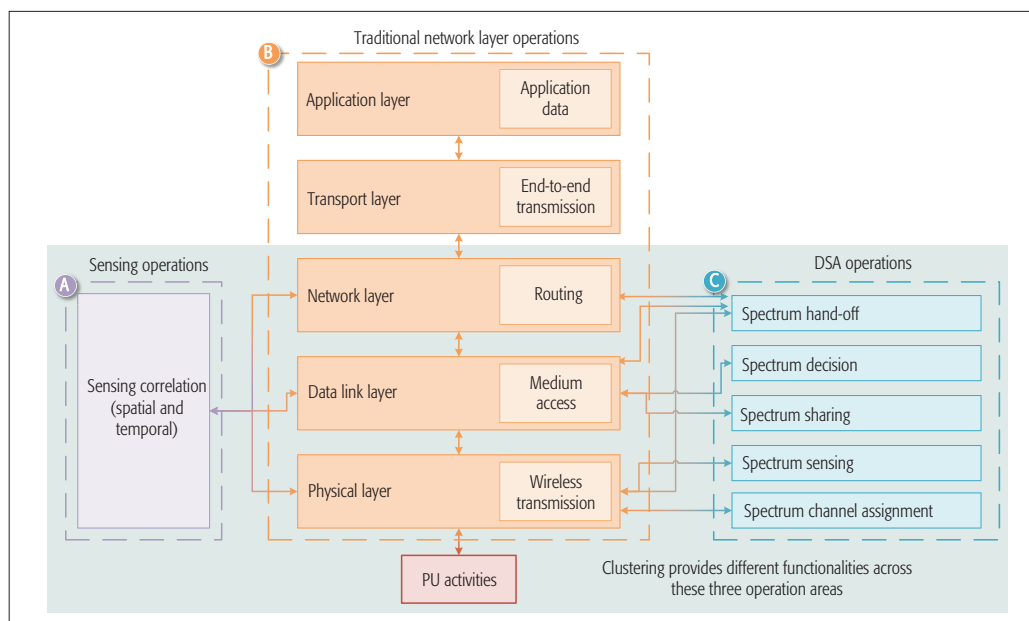 Traditional network layer operations
B
Application layer
Application
data
Transport layer
End-to-end
transmission
Sensing operations
A
Sensing correlation
(spatial and
temporal)
Network layer
Routing
Data link layer
Medium
access
Physical layer
Wireless
transmission
PU activities
DSA operations
C
Spectrum hand-off
Spectrum decision
Spectrum sharing
Spectrum sensing
Spectrum channel assignment
Clustering provides different functionalities across
these three operation areas